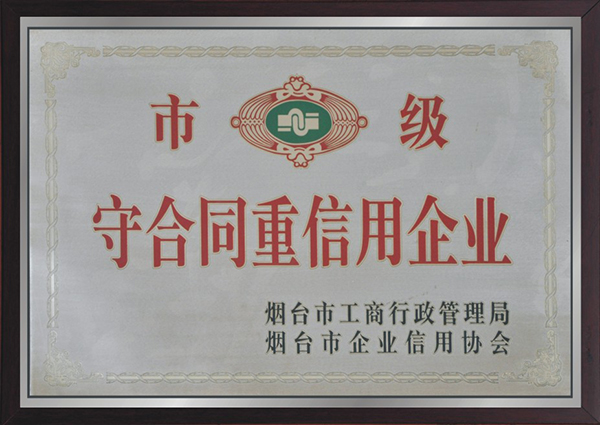 市 级
守合同重信用企业
烟台市工商行政管理局
烟台市企业信用协会